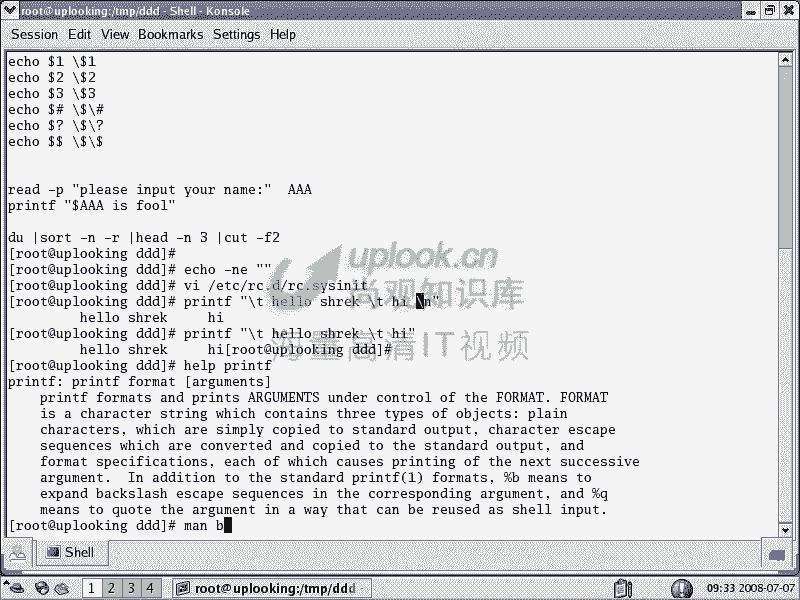 root@uplooking:/tmp/ddd - Shell - Konsole
Session Edit View Bookmarks Settings Help
echo $1 \$1
echo $2 \$2
echo $3 \$3
echo $# \$\#
echo $? \$\?
echo $$ \$\$
read -p "please input your name:"  AAA
printf "$AAA is fool"
du |sort -n -r |head -n 3 |cut -f2
[root@uplooking ddd]#
[root@uplooking ddd]# echo -ne ""
[root@uplooking ddd]# vi /etc/rc.d/rc.sysinit
[root@uplooking ddd]# printf "\t hello shrek \t hi \n"
         hello shrek     hi
[root@uplooking ddd]# printf "\t hello shrek \t hi"
         hello shrek     hi[root@uplooking ddd]#
[root@uplooking ddd]# help printf
printf: printf format [arguments]
    printf formats and prints ARGUMENTS under control of the FORMAT. FORMAT
    is a character string which contains three types of objects: plain
    characters, which are simply copied to standard output, character escape
    sequences which are converted and copied to the standard output, and
    format specifications, each of which causes printing of the next successive
    argument.  In addition to the standard printf(1) formats, %b means to
    expand backslash escape sequences in the corresponding argument, and %q
    means to quote the argument in a way that can be reused as shell input.
[root@uplooking ddd]# man b
uplook.cn
尚观知识库
海量高清IT视频
Shell
1 2 3 4
root@uplooking:/tmp/ddd
09:33 2008-07-07